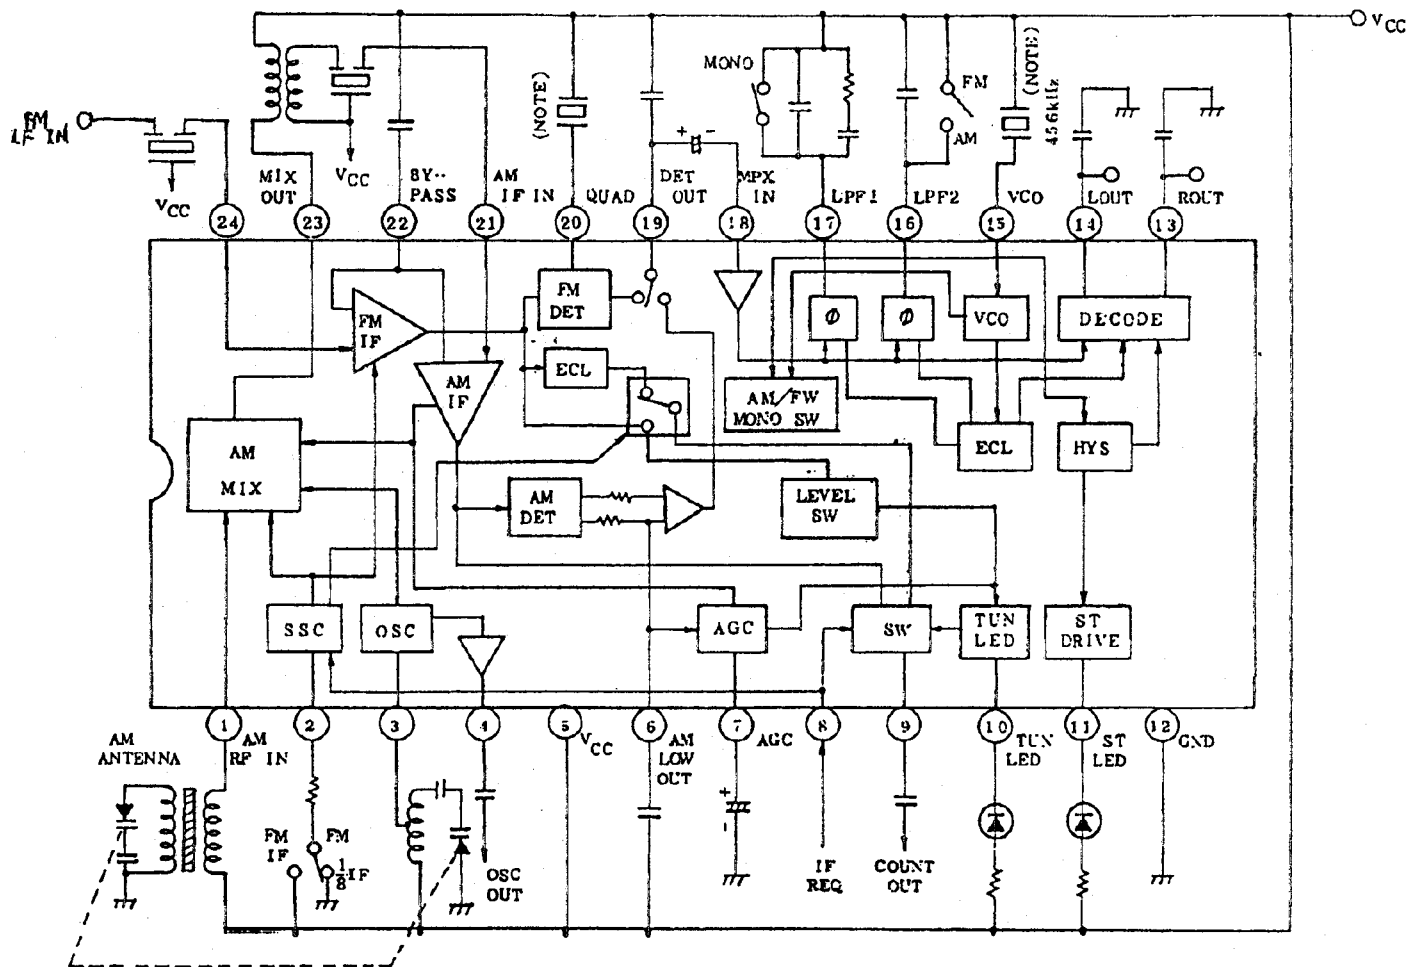 VCC
(NOTE)
MONO
FM
AM
(NOTE)
456kHz
FM
IF IN
VCC
MIX
OUT
VCC
BY-
PASS
AM
IF IN
QUAD
DET
OUT
MPX
IN
LPF1
LPF2
VCO
LOUT
ROUT
24
23
22
21
20
19
18
17
16
15
14
13
FM
IF
FM
DET
ECL
AM
IF
Φ
Φ
VCO
DECODE
AM/FW
MONO SW
ECL
HYS
AM
MIX
AM
DET
LEVEL
SW
SSC
OSC
AGC
SW
TUN
LED
ST
DRIVE
1
2
3
4
5
6
7
8
9
10
11
12
AM
ANTENNA
AM
RF IN
VCC
AM
LOW
OUT
AGC
TUN
LED
ST
LED
GND
FM
IF
FM
1/8 IF
OSC
OUT
IF
REQ
COUNT
OUT